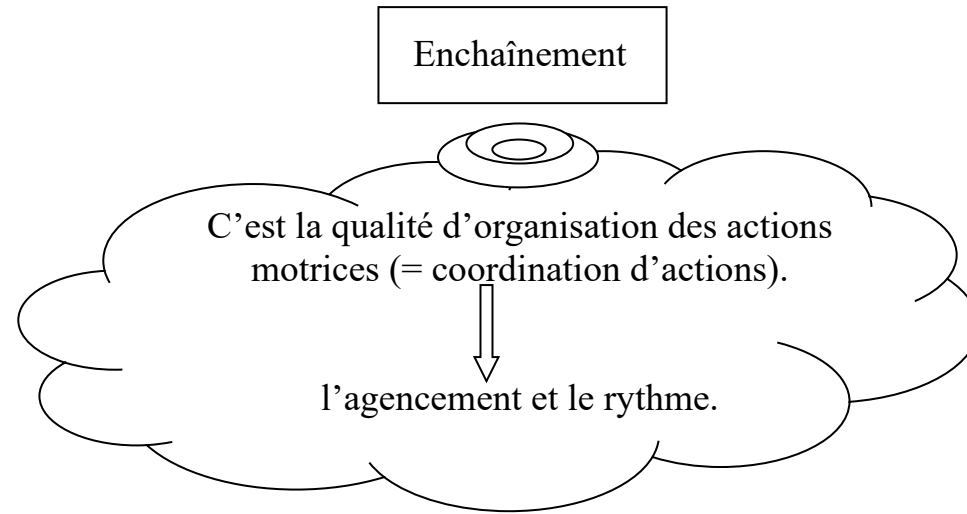 Enchaînement
C’est la qualité d’organisation des actions
motrices (= coordination d’actions).
l’agencement et le rythme.